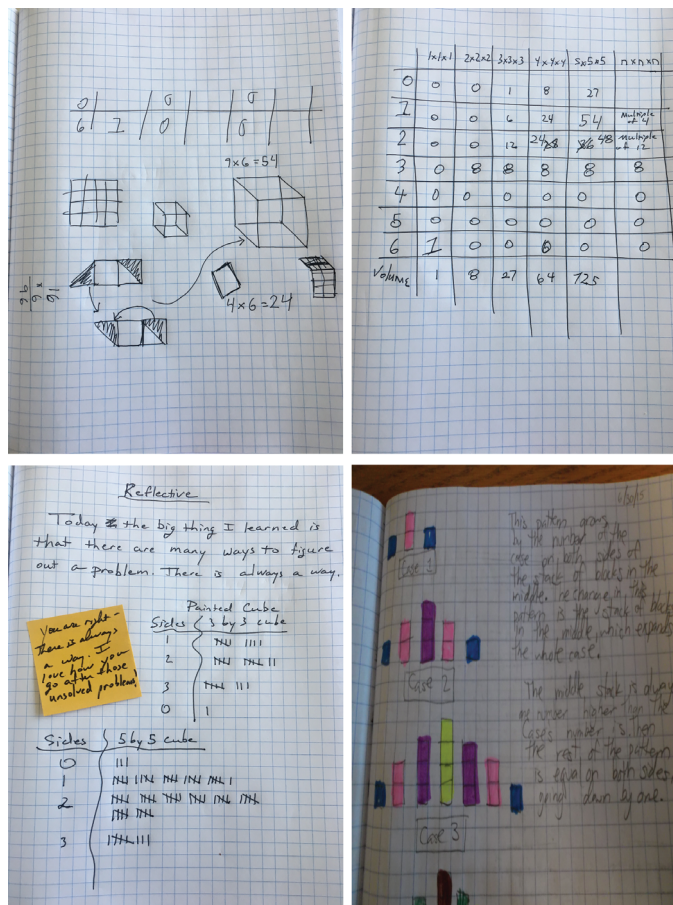 0 0 0
6 1 0 0
9×6=54
4×6=24
1x1x1 2x2x2 3x3x3 4x4x4 5x5x5 n x n x n
0 0 0 1 8 27
1 0 0 6 24 54 multiple of 4
2 0 0 12 24 48 multiple of 12
3 0 8 8 8 8 8
4 0 0 0 0 0 0
5 0 0 0 0 0 0
6 1 0 0 0 0 0
Volume 1 8 27 64 125
Reflective
Today the big thing I learned is
that there are many ways to figure
out a problem. There is always a way.
You are right -
there is always
a way. I
love how you
go after those
unsolved problems!
Painted Cube
Sides 3 by 3 cube
1
2
3
0
Sides 5 by 5 cube
0
1
2
3
This pattern grows
by the number of the
case on both sides of
the stack of blocks in the
middle.
pattern is the stack of blocks
in the middle, which expands
the whole case.
The middle stack is always
one number higher than the
cases number is, then
the rest of the pattern
is equal on both sides,
going down by one.
Case 1
Case 2
Case 3